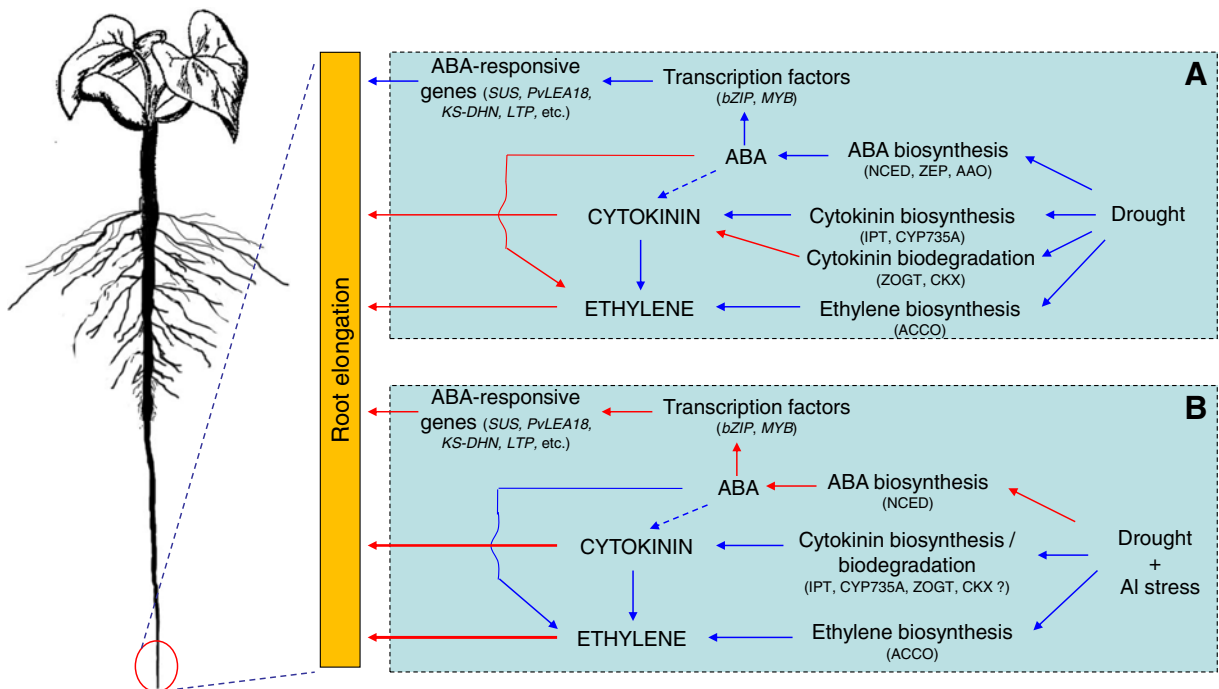 A
ABA-responsive
genes (SUS, PvLEA18,
KS-DHN, LTP, etc.)
Transcription factors
(bZIP, MYB)
ABA
ABA biosynthesis
(NCED, ZEP, AAO)
CYTOKININ
Cytokinin biosynthesis
(IPT, CYP735A)
Drought
Cytokinin biodegradation
(ZOGT, CKX)
ETHYLENE
Ethylene biosynthesis
(ACCO)
Root elongation
B
ABA-responsive
genes (SUS, PvLEA18,
KS-DHN, LTP, etc.)
Transcription factors
(bZIP, MYB)
ABA
ABA biosynthesis
(NCED)
CYTOKININ
Cytokinin biosynthesis /
biodegradation
(IPT, CYP735A, ZOGT, CKX ?)
Drought
+
Al stress
ETHYLENE
Ethylene biosynthesis
(ACCO)